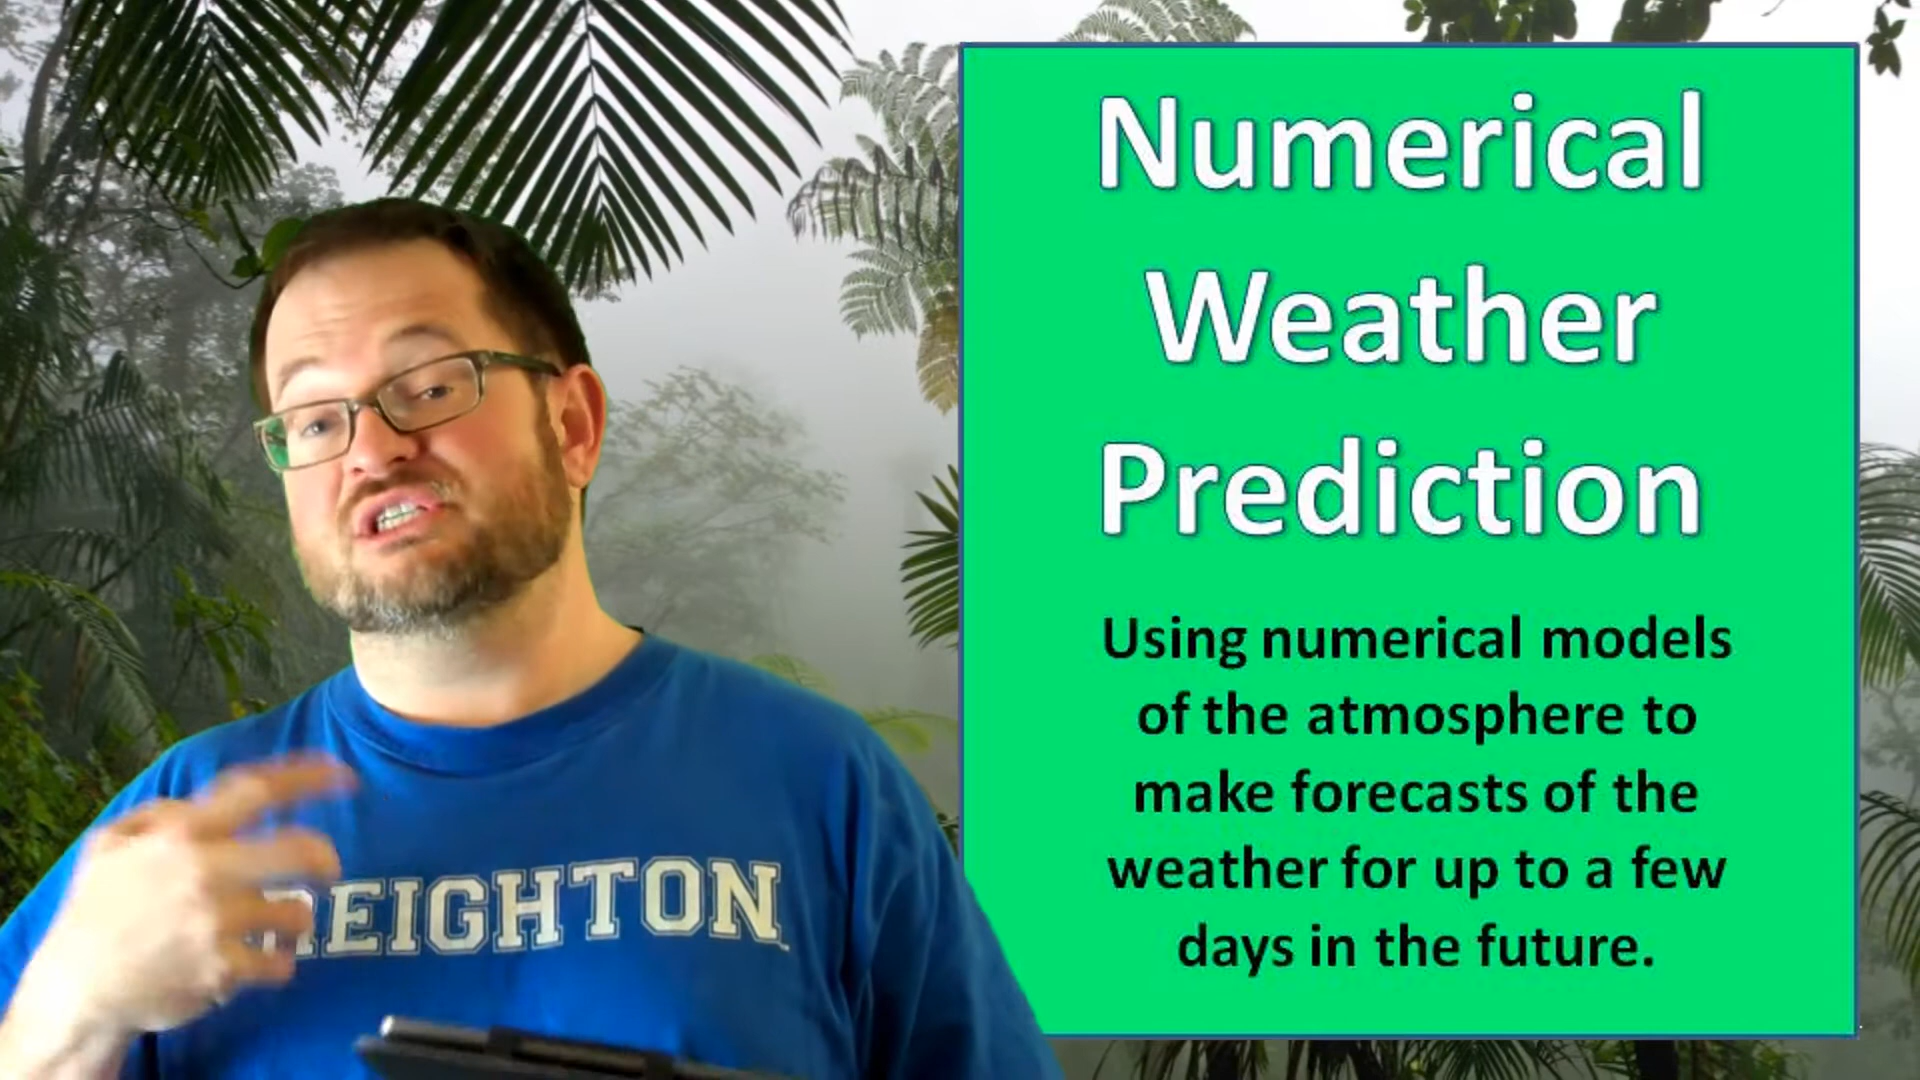 Numerical
Weather
Prediction
Using numerical models
of the atmosphere to
make forecasts of the
weather for up to a few
days in the future.
REIGHTON